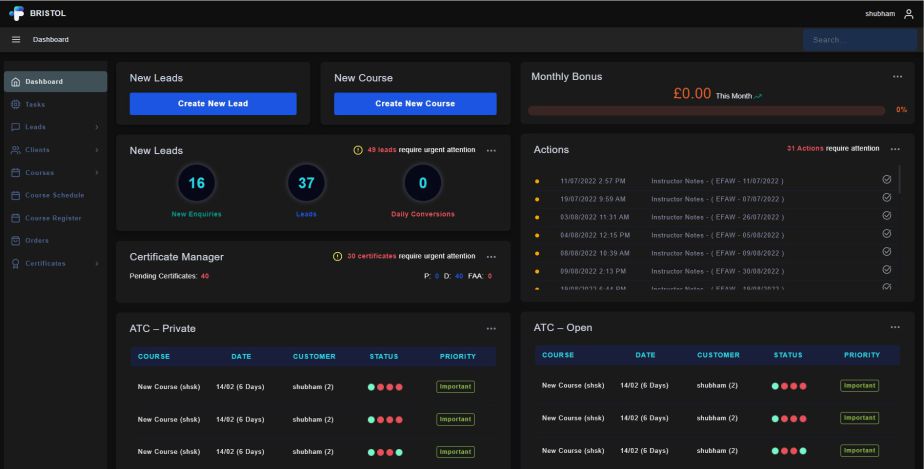 BRISTOL
shubham
Dashboard
Search...
Dashboard
Tasks
Leads
Clients
Courses
Course Schedule
Course Register
Orders
Certificates
New Leads
Create New Lead
New Course
Create New Course
Monthly Bonus
£0.00 This Month
0%
New Leads
49 leads require urgent attention
16
37
0
New Enquiries
Leads
Daily Conversions
Actions
31 Actions require attention
11/07/2022 2:57 PM Instructor Notes - ( EFAW - 11/07/2022 )
19/07/2022 9:59 AM Instructor Notes - ( EFAW - 07/07/2022 )
03/08/2022 11:31 AM Instructor Notes - ( EFAW - 26/07/2022 )
04/08/2022 12:15 PM Instructor Notes - ( EFAW - 05/08/2022 )
08/08/2022 10:39 AM Instructor Notes - ( EFAW - 09/08/2022 )
09/08/2022 2:13 PM Instructor Notes - ( EFAW - 30/08/2022 )
Certificate Manager
30 certificates require urgent attention
Pending Certificates: 40
P: 0 D: 40 FAA: 0
ATC – Private
COURSE DATE CUSTOMER STATUS PRIORITY
New Course (shsk) 14/02 (6 Days) shubham (2) Important
New Course (shsk) 14/02 (6 Days) shubham (2) Important
New Course (shsk) 14/02 (6 Days) shubham (2) Important
ATC – Open
COURSE DATE CUSTOMER STATUS PRIORITY
New Course (shsk) 14/02 (6 Days) shubham (2) Important
New Course (shsk) 14/02 (6 Days) shubham (2) Important
New Course (shsk) 14/02 (6 Days) shubham (2) Important